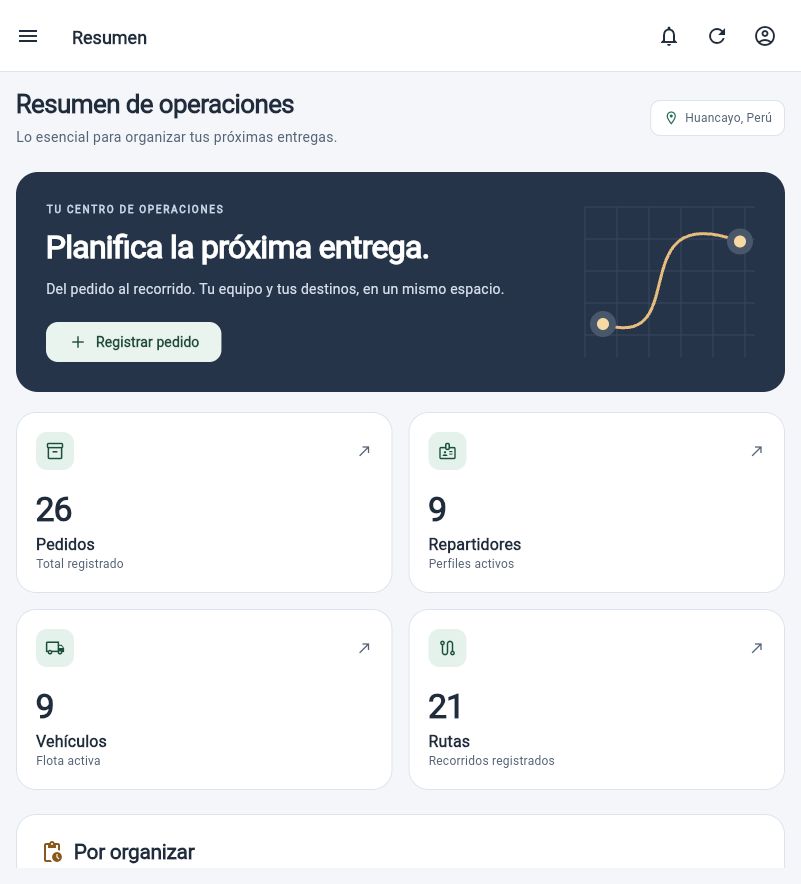 Resumen
Resumen de operaciones
Lo esencial para organizar tus próximas entregas.
Huancayo, Perú
TU CENTRO DE OPERACIONES
Planifica la próxima entrega.
Del pedido al recorrido. Tu equipo y tus destinos, en un mismo espacio.
Registrar pedido
26
Pedidos
Total registrado
9
Repartidores
Perfiles activos
9
Vehículos
Flota activa
21
Rutas
Recorridos registrados
Por organizar